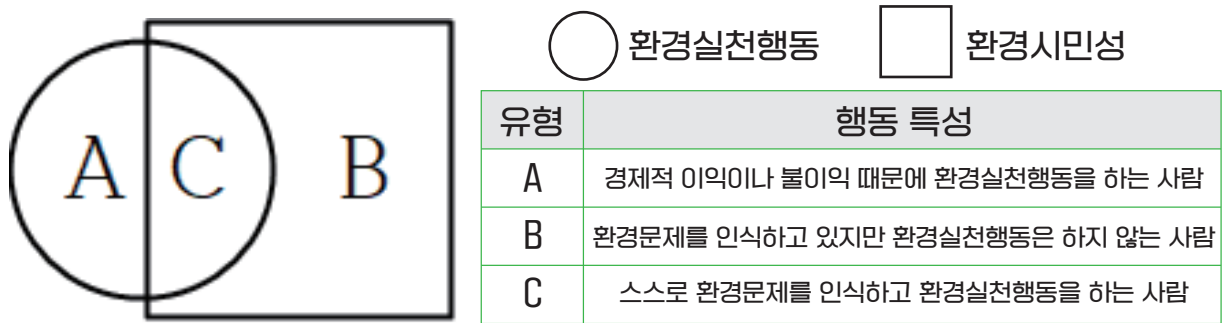 A C B
환경실천행동 환경시민성
유형 행동 특성
A 경제적 이익이나 불이익 때문에 환경실천행동을 하는 사람
B 환경문제를 인식하고 있지만 환경실천행동은 하지 않는 사람
C 스스로 환경문제를 인식하고 환경실천행동을 하는 사람